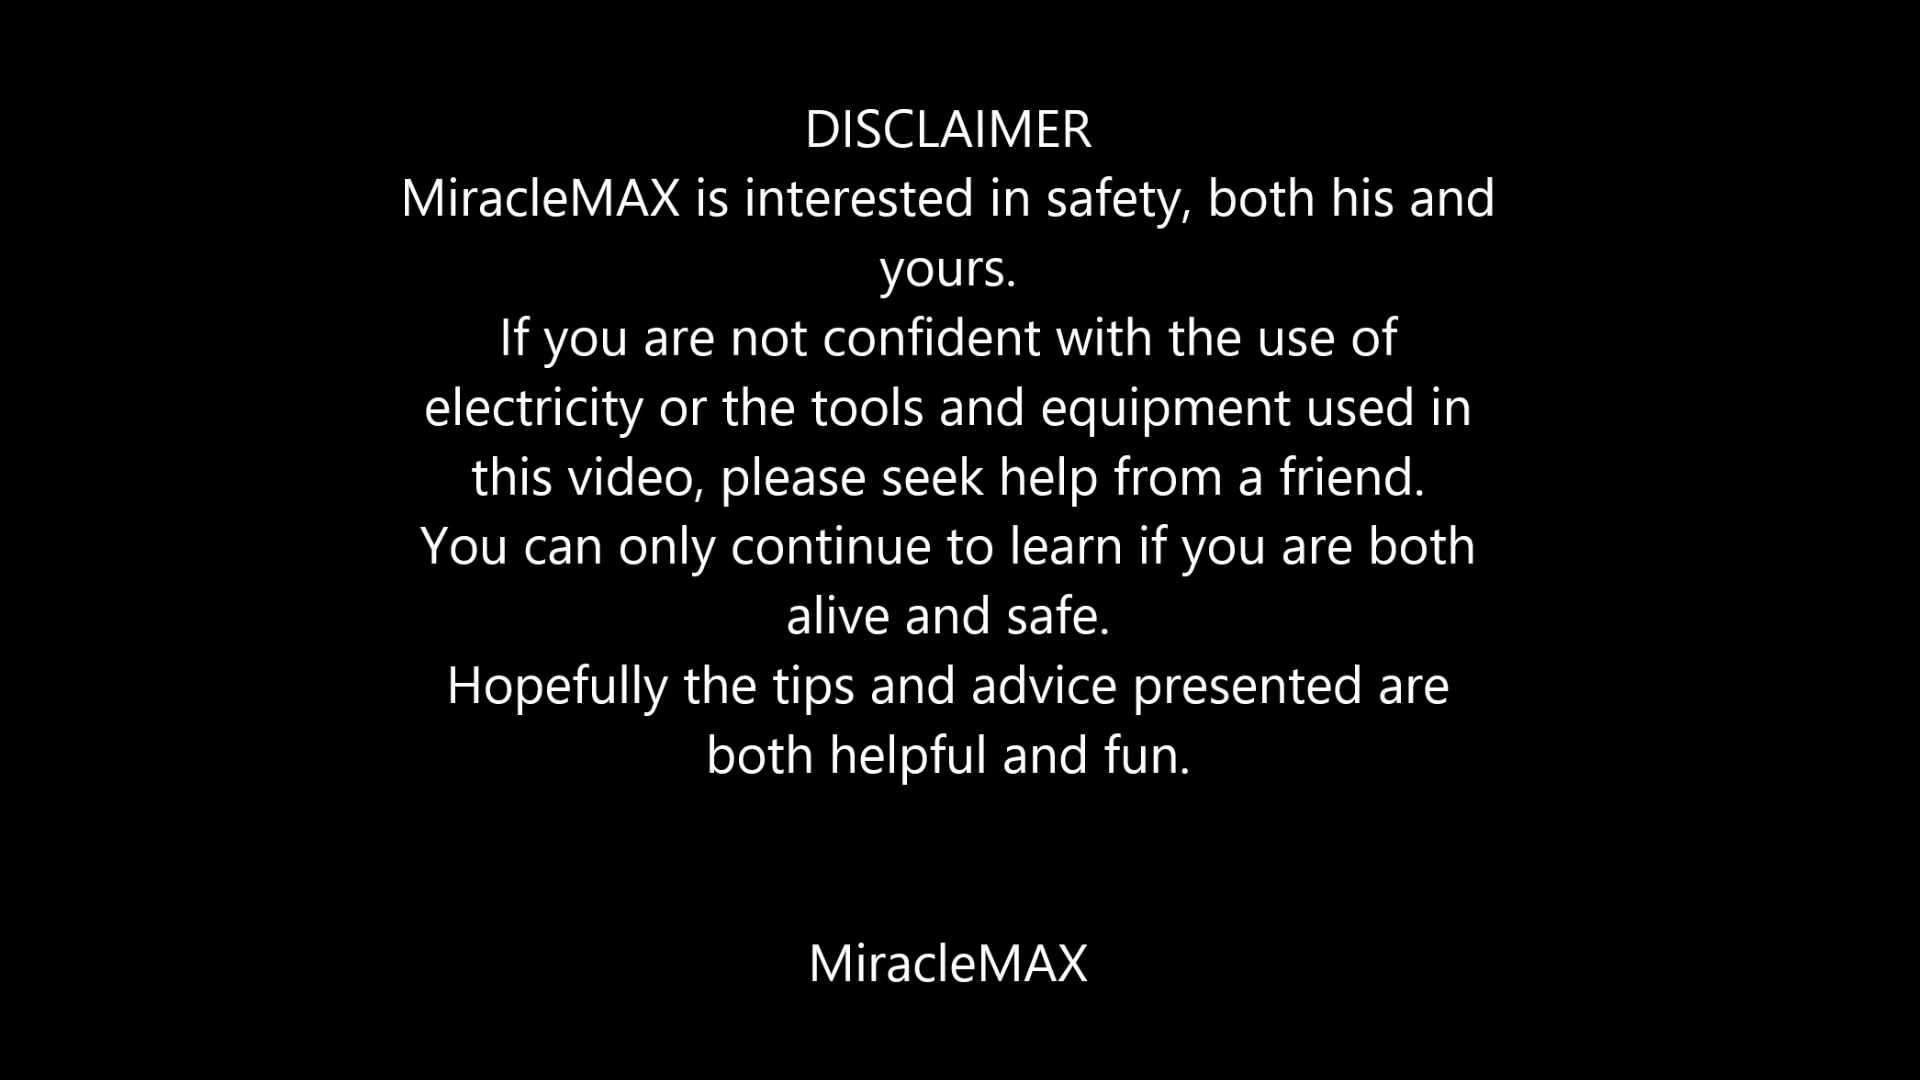 DISCLAIMER
MiracleMAX is interested in safety, both his and
yours.
If you are not confident with the use of
electricity or the tools and equipment used in
this video, please seek help from a friend.
You can only continue to learn if you are both
alive and safe.
Hopefully the tips and advice presented are
both helpful and fun.
MiracleMAX